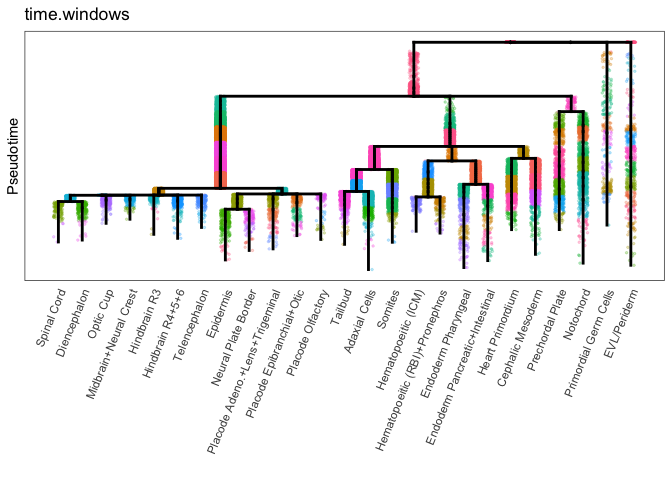 time.windows
Pseudotime
Spinal Cord
Diencephalon
Optic Cup
Midbrain+Neural Crest
Hindbrain R3
Hindbrain R4+5+6
Telencephalon
Epidermis
Neural Plate Border
Placode Adeno.+Lens+Trigeminal
Placode Epibranchial+Otic
Placode Olfactory
Tailbud
Adaxial Cells
Somites
Hematopoeitic (ICM)
Hematopoeitic (RBI)+Pronephros
Endoderm Pharyngeal
Endoderm Pancreatic+Intestinal
Heart Primordium
Cephalic Mesoderm
Prechordal Plate
Notochord
Primordial Germ Cells
EVL/Periderm